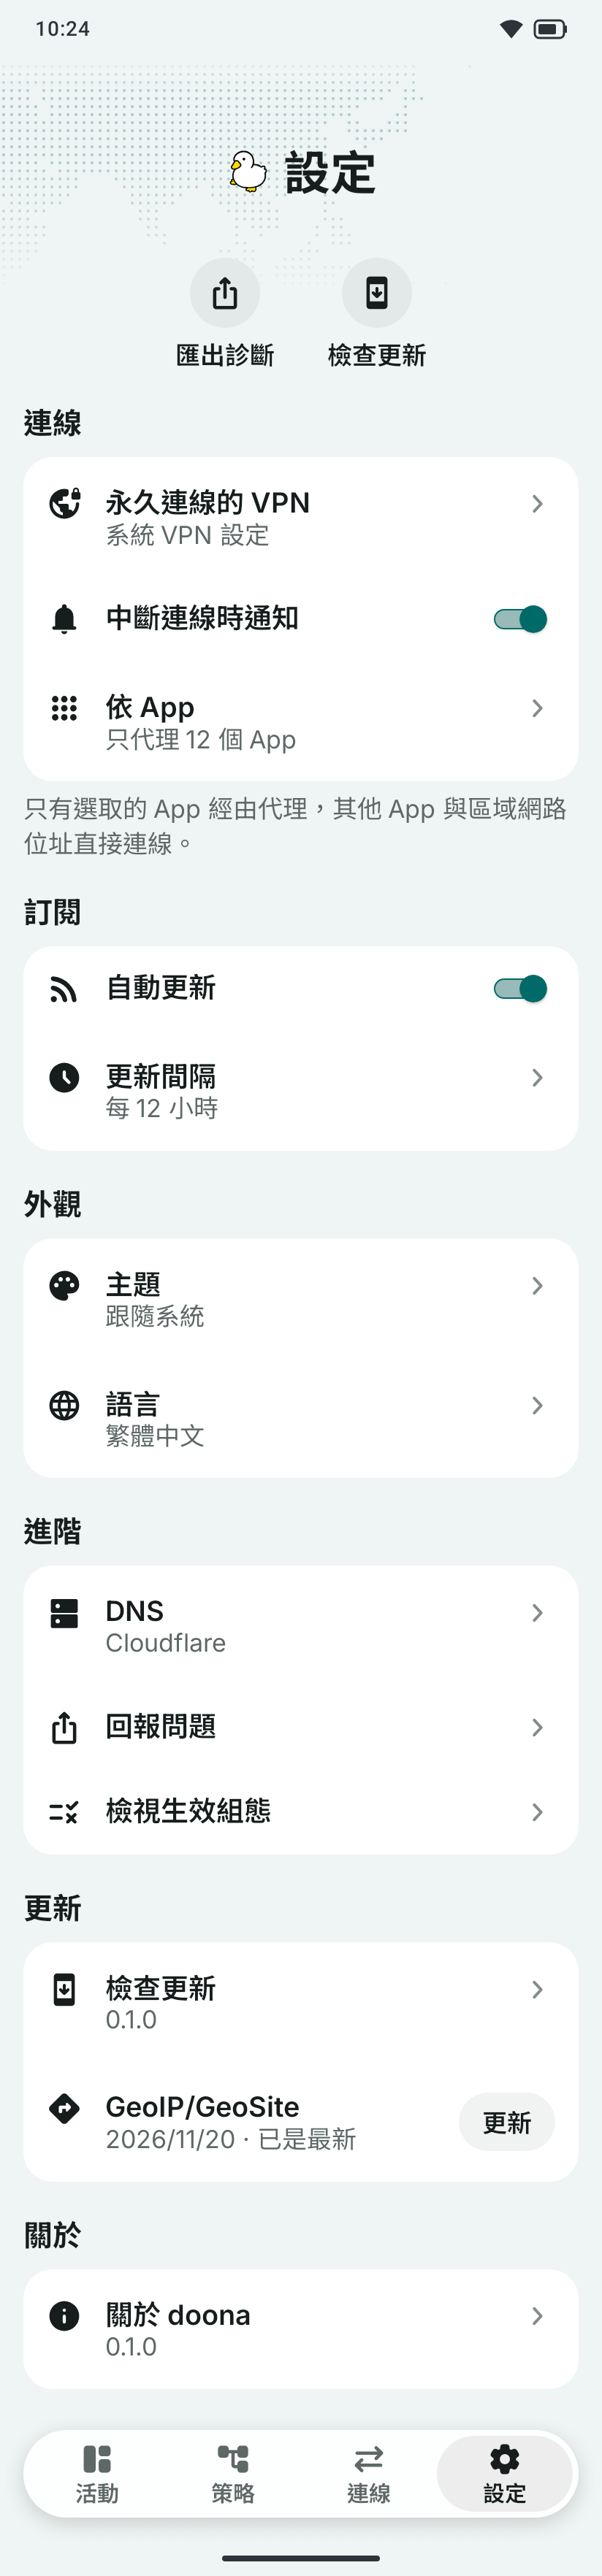 10:24
設定
匯出診斷
檢查更新
連線
永久連線的 VPN
系統 VPN 設定
中斷連線時通知
依 App
只代理 12 個 App
只有選取的 App 經由代理，其他 App 與區域網路
位址直接連線。
訂閱
自動更新
更新間隔
每 12 小時
外觀
主題
跟隨系統
語言
繁體中文
進階
DNS
Cloudflare
回報問題
檢視生效組態
更新
檢查更新
0.1.0
GeoIP/GeoSite
2026/11/20 · 已是最新
更新
關於
關於 doona
0.1.0
活動
策略
連線
設定